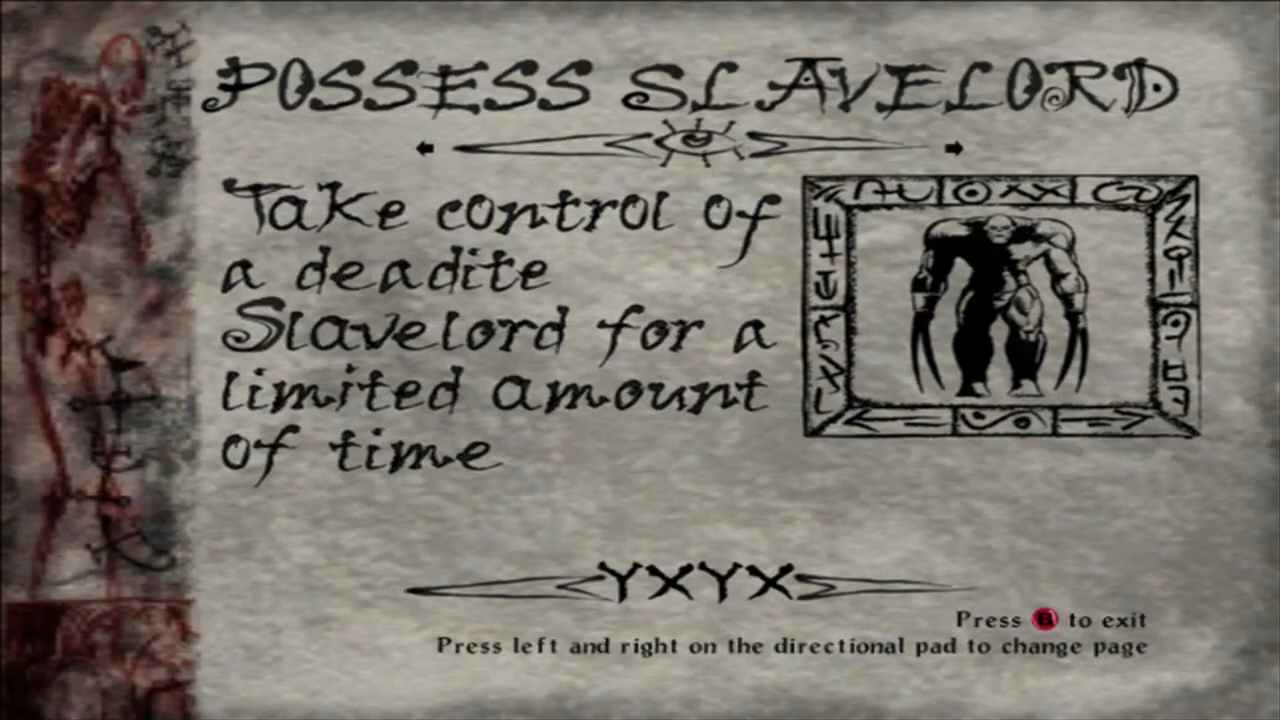 POSSESS SLAVELORD
Take control of
a deadite
Slavelord for a
limited amount
of time
YXYX
Press B to exit
Press left and right on the directional pad to change page